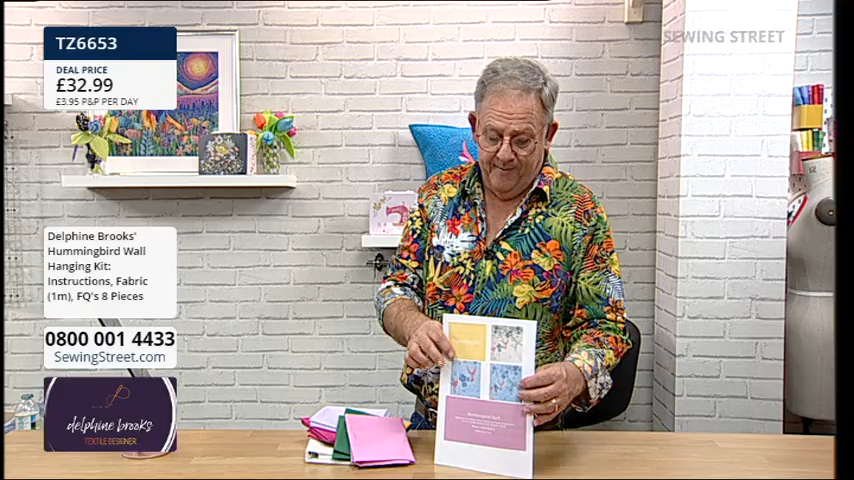 TZ6653
DEAL PRICE
£32.99
£3.95 P&P PER DAY
SEWING STREET
Delphine Brooks'
Hummingbird Wall
Hanging Kit:
Instructions, Fabric
(1m), FQ's 8 Pieces
0800 001 4433
SewingStreet.com
delphine brooks
TEXTILE DESIGNER